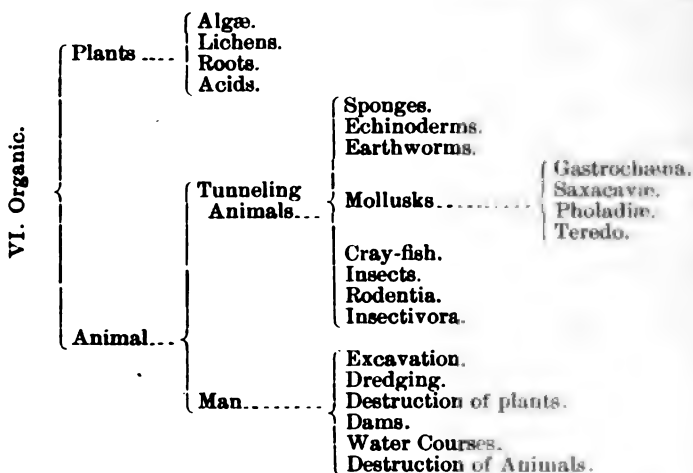 VI. Organic.
Plants ....
Algæ.
Lichens.
Roots.
Acids.
Animal....
Tunneling
Animals...
Sponges.
Echinoderms.
Earthworms.
Mollusks..............
Gastrochæna.
Saxacavæ.
Pholadiæ.
Teredo.
Cray-fish.
Insects.
Rodentia.
Insectivora.
Man.........
Excavation.
Dredging.
Destruction of plants.
Dams.
Water Courses.
Destruction of Animals.